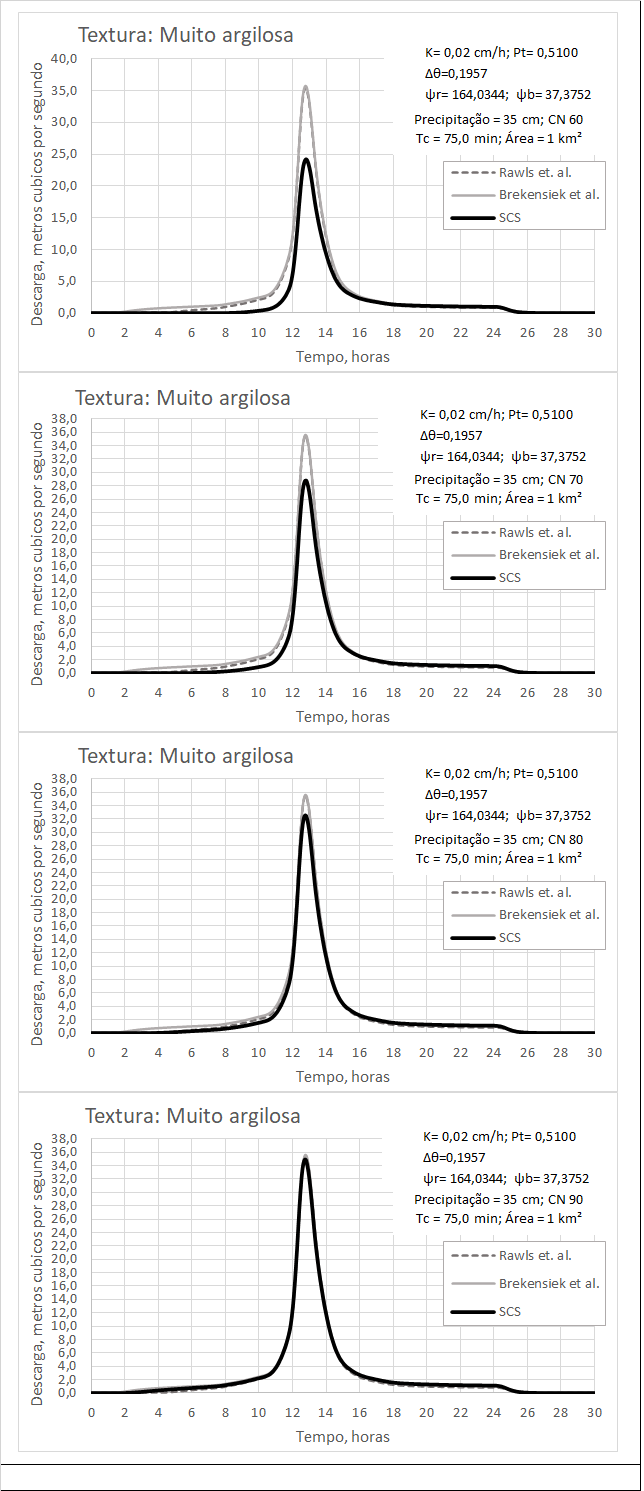 Textura: Muito argilosa
K= 0,02 cm/h; Pt= 0,5100
Δθ=0,1957
ψr= 164,0344;  ψb= 37,3752
Precipitação = 35 cm; CN 60
Tc = 75,0 min; Área = 1 km²
Rawls et. al.
Brekensiek et al.
SCS
Descarga, metros cubicos por segundo
40,0
35,0
30,0
25,0
20,0
15,0
10,0
5,0
0,0
0 2 4 6 8 10 12 14 16 18 20 22 24 26 28 30
Tempo, horas
Textura: Muito argilosa
K= 0,02 cm/h; Pt= 0,5100
Δθ=0,1957
ψr= 164,0344;  ψb= 37,3752
Precipitação = 35 cm; CN 70
Tc = 75,0 min; Área = 1 km²
Rawls et. al.
Brekensiek et al.
SCS
Descarga, metros cubicos por segundo
38,0
36,0
34,0
32,0
30,0
28,0
26,0
24,0
22,0
20,0
18,0
16,0
14,0
12,0
10,0
8,0
6,0
4,0
2,0
0,0
0 2 4 6 8 10 12 14 16 18 20 22 24 26 28 30
Tempo, horas
Textura: Muito argilosa
K= 0,02 cm/h; Pt= 0,5100
Δθ=0,1957
ψr= 164,0344;  ψb= 37,3752
Precipitação = 35 cm; CN 80
Tc = 75,0 min; Área = 1 km²
Rawls et. al.
Brekensiek et al.
SCS
Descarga, metros cubicos por segundo
38,0
36,0
34,0
32,0
30,0
28,0
26,0
24,0
22,0
20,0
18,0
16,0
14,0
12,0
10,0
8,0
6,0
4,0
2,0
0,0
0 2 4 6 8 10 12 14 16 18 20 22 24 26 28 30
Tempo, horas
Textura: Muito argilosa
K= 0,02 cm/h; Pt= 0,5100
Δθ=0,1957
ψr= 164,0344;  ψb= 37,3752
Precipitação = 35 cm; CN 90
Tc = 75,0 min; Área = 1 km²
Rawls et. al.
Brekensiek et al.
SCS
Descarga, metros cubicos por segundo
38,0
36,0
34,0
32,0
30,0
28,0
26,0
24,0
22,0
20,0
18,0
16,0
14,0
12,0
10,0
8,0
6,0
4,0
2,0
0,0
0 2 4 6 8 10 12 14 16 18 20 22 24 26 28 30
Tempo, horas